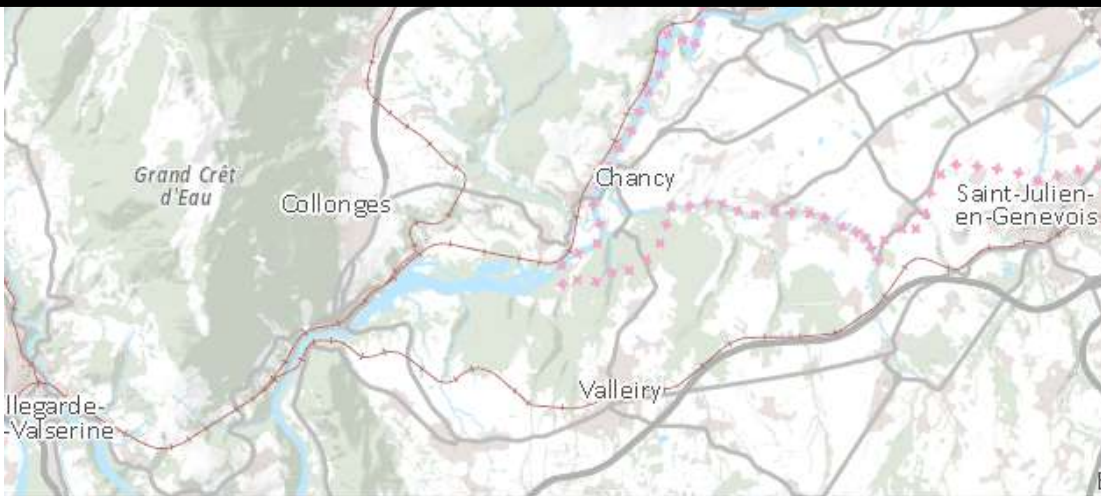 Grand Crêt
d'Eau
Collonges
Chancy
Saint-Julien-
en-Genevois
Valleiry
llegarde-
-Valserine